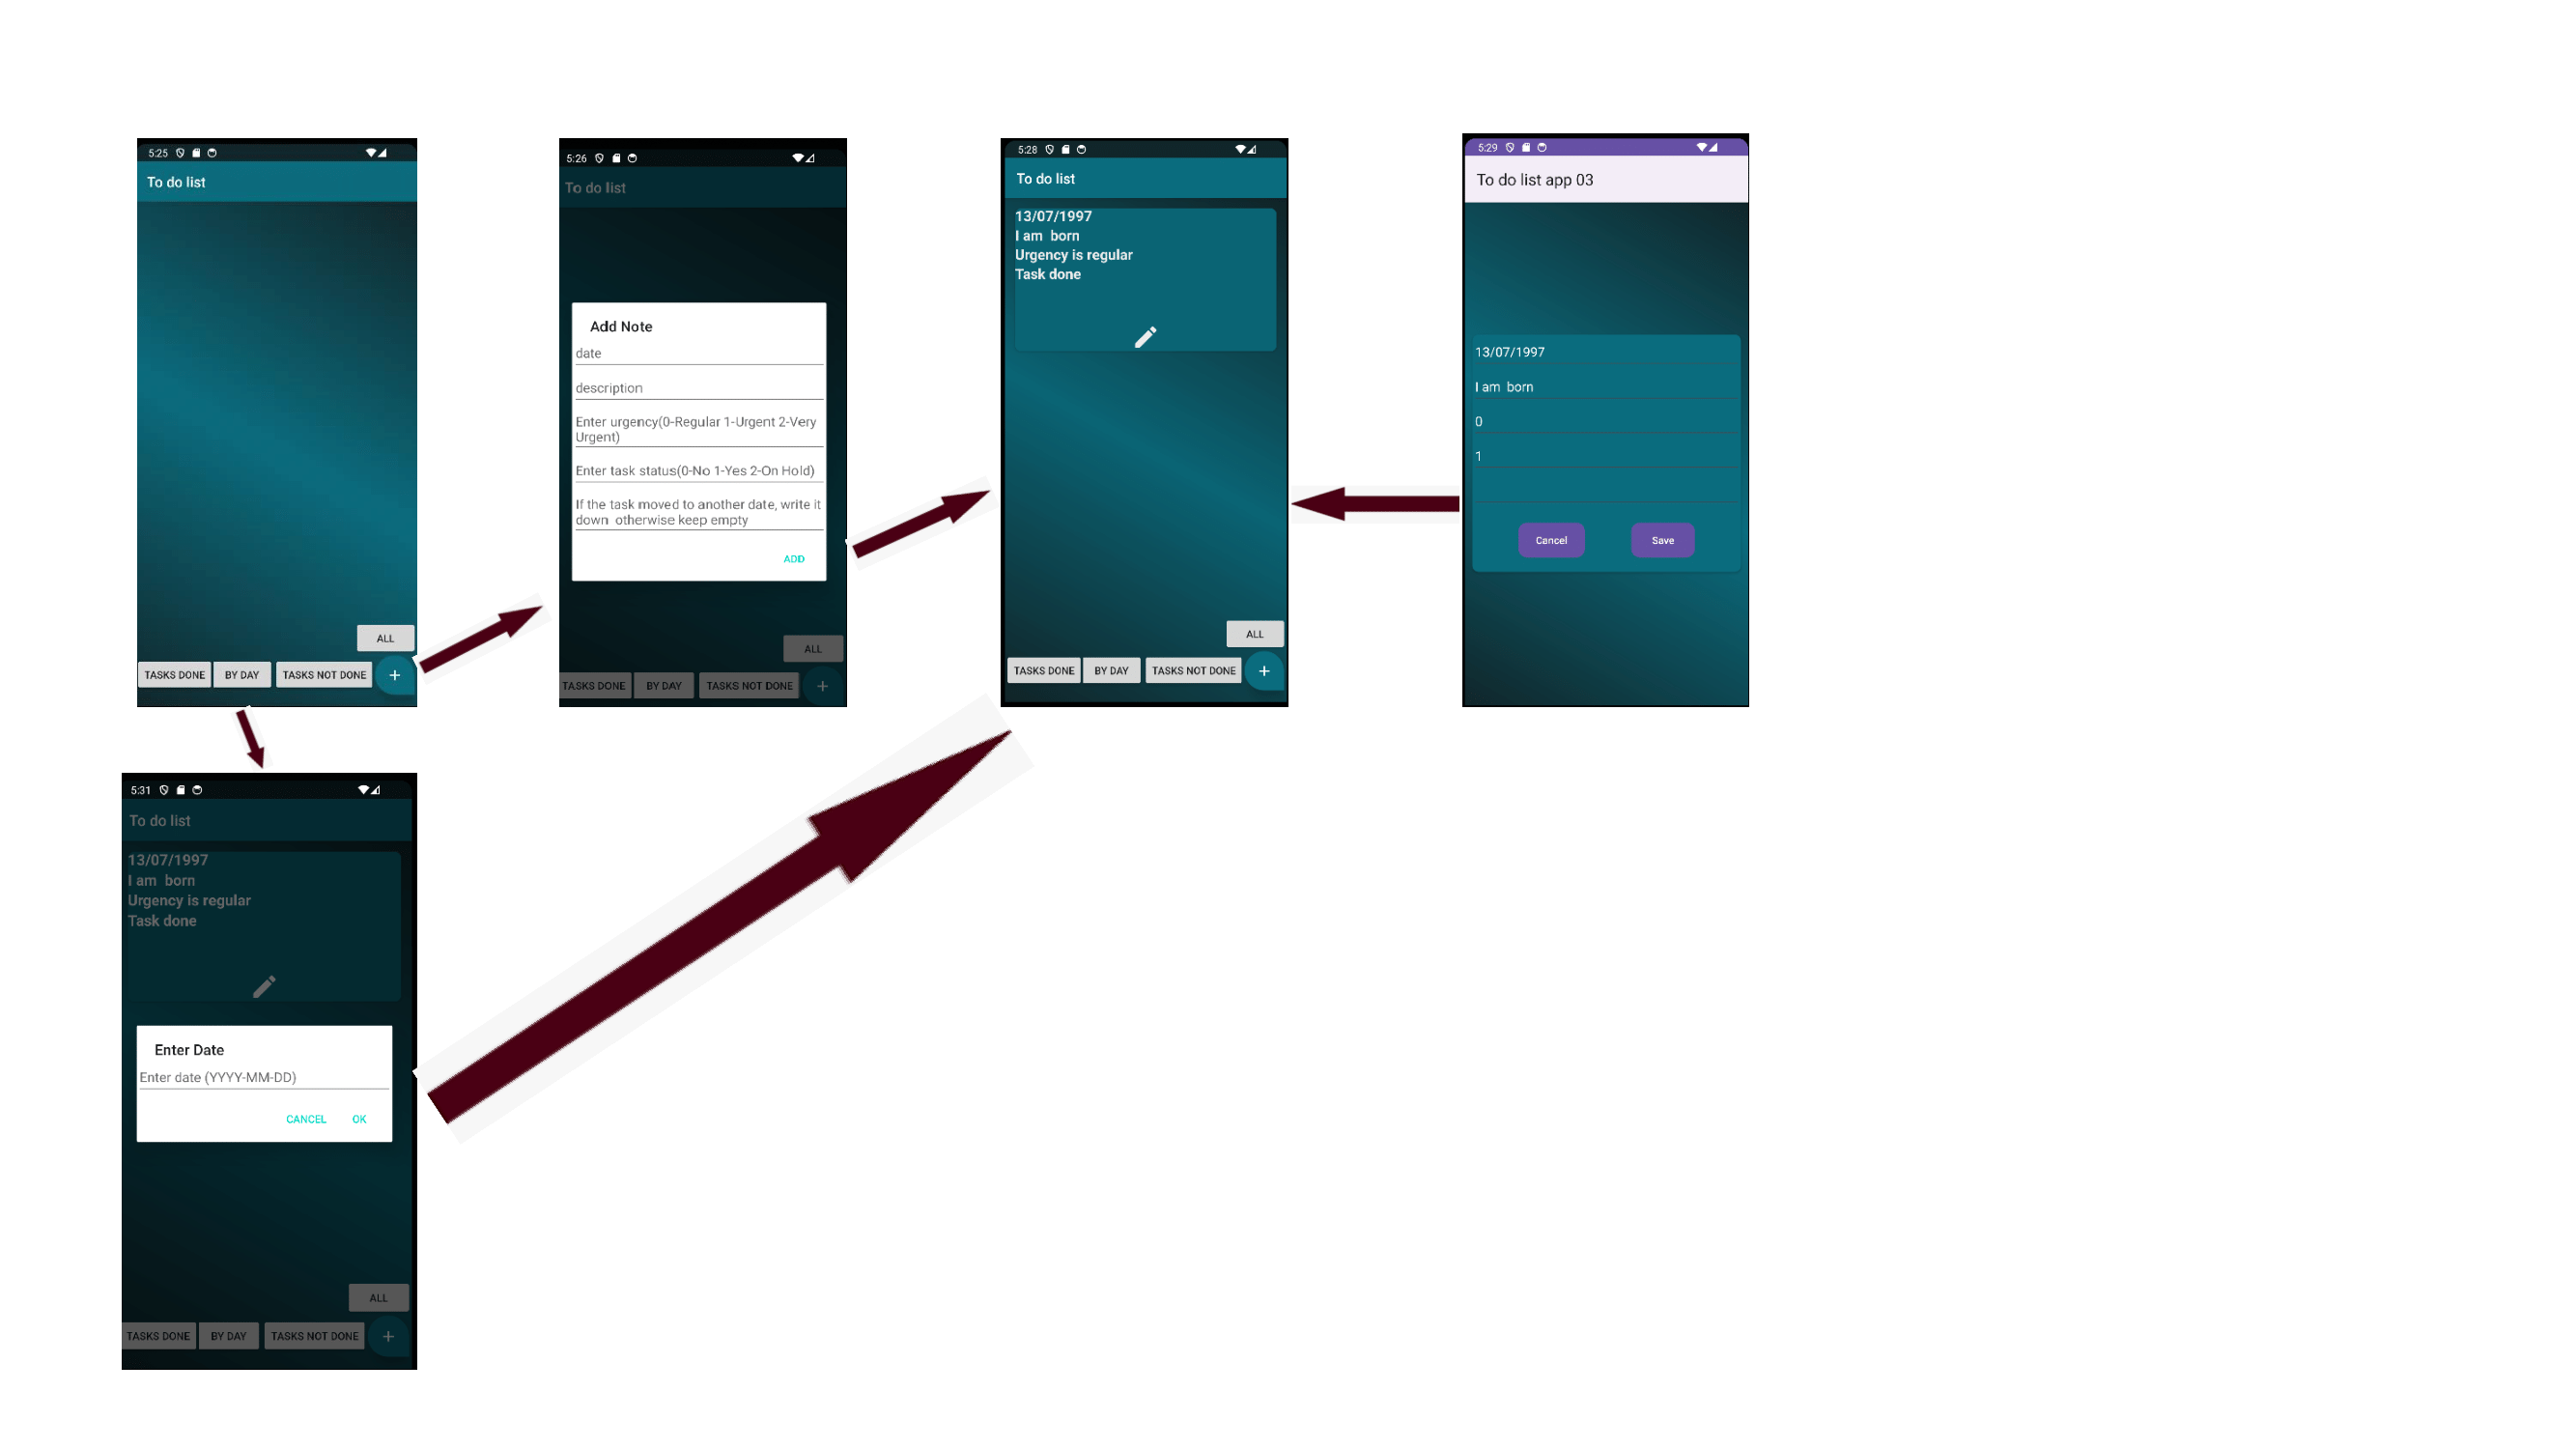 5:25
To do list
ALL
TASKS DONE
BY DAY
TASKS NOT DONE
+
5:26
To do list
Add Note
date
description
Enter urgency(0-Regular 1-Urgent 2-Very
Urgent)
Enter task status(0-No 1-Yes 2-On Hold)
If the task moved to another date, write it
down  otherwise keep empty
ADD
ALL
TASKS DONE
BY DAY
TASKS NOT DONE
+
5:28
To do list
13/07/1997
I am  born
Urgency is regular
Task done
ALL
TASKS DONE
BY DAY
TASKS NOT DONE
+
5:29
To do list app 03
13/07/1997
I am  born
0
1
Cancel
Save
5:31
To do list
13/07/1997
I am  born
Urgency is regular
Task done
Enter Date
Enter date (YYYY-MM-DD)
CANCEL
OK
ALL
TASKS DONE
BY DAY
TASKS NOT DONE
+